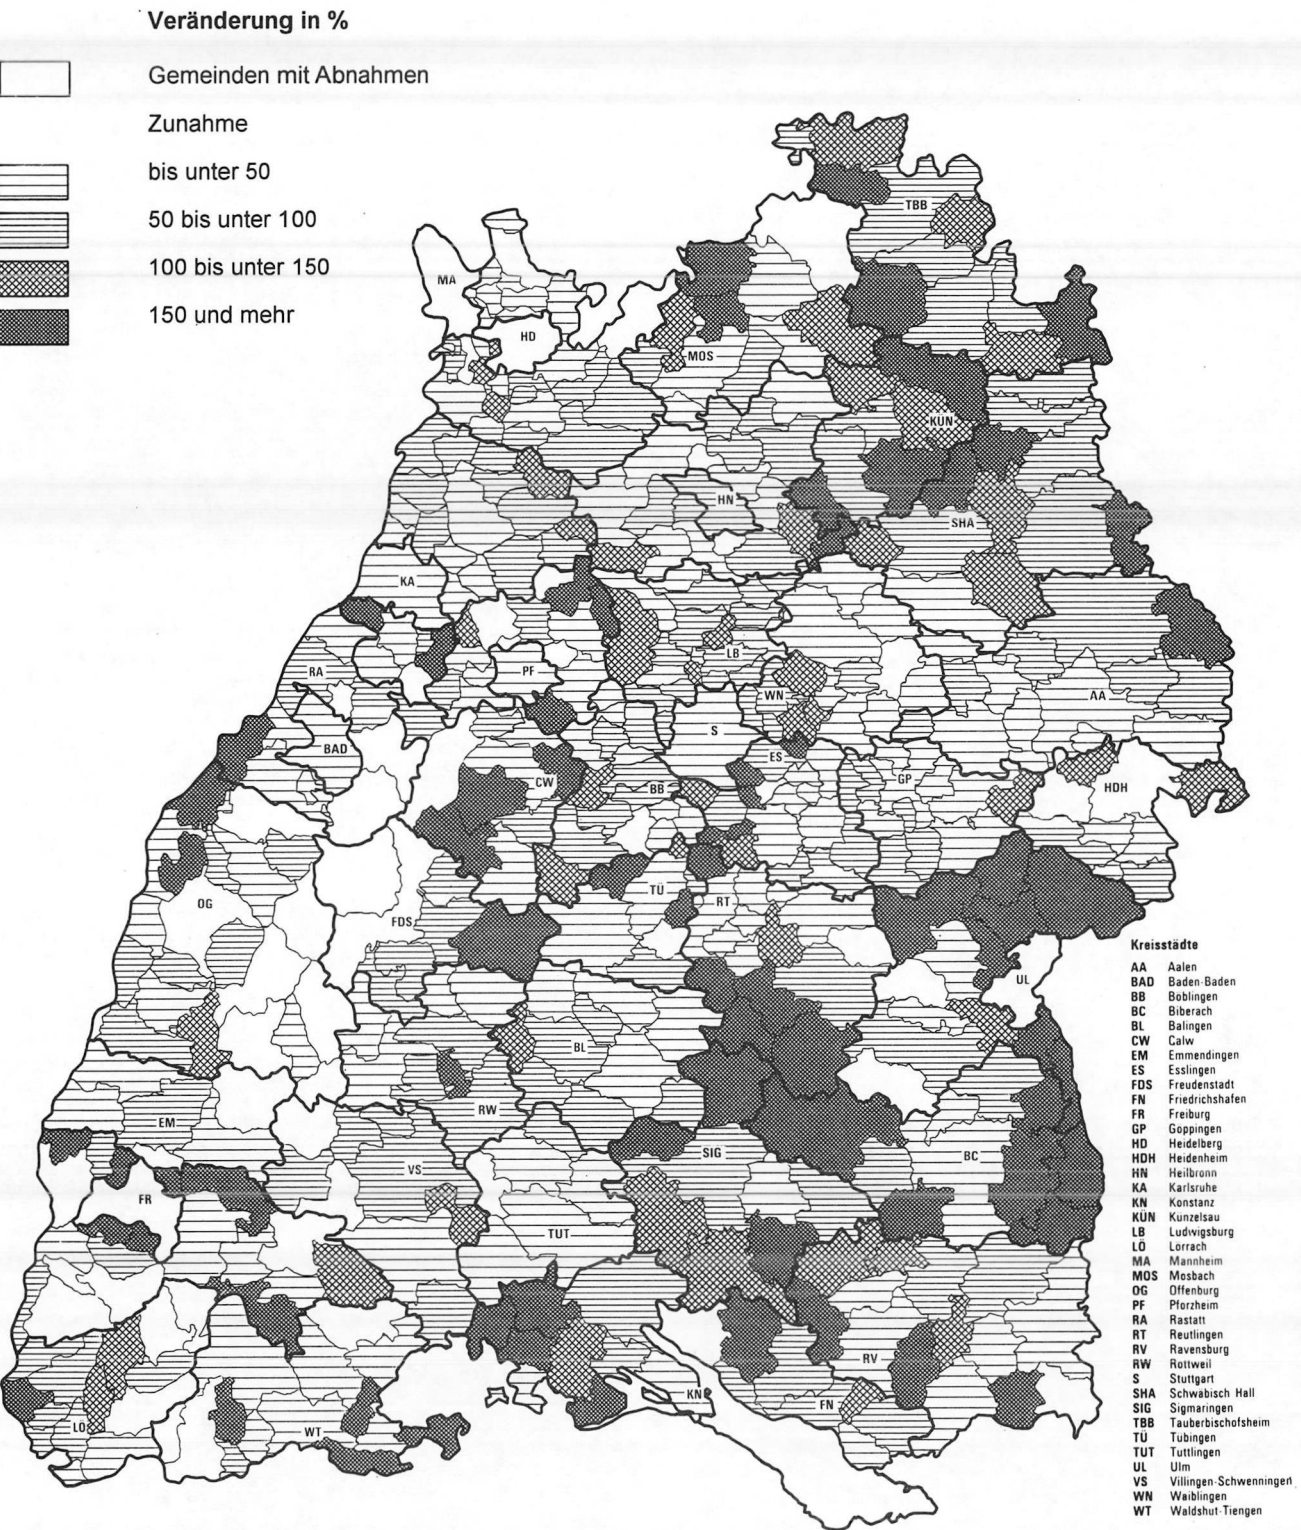 Veränderung in %
Gemeinden mit Abnahmen
Zunahme
bis unter 50
50 bis unter 100
100 bis unter 150
150 und mehr
TBB
MA
HD
MOS
KÜN
HN
SHA
KA
LB
RA
PF
WN
AA
S
BAD
ES
CW
BB
GP
HDH
TÜ
OG
RT
FDS
UL
BL
RW
EM
SIG
BC
VS
FR
TUT
RV
KN
FN
LÖ
WT
Kreisstädte
AA Aalen
BAD Baden-Baden
BB Boblingen
BC Biberach
BL Balingen
CW Calw
EM Emmendingen
ES Esslingen
FDS Freudenstadt
FN Friedrichshafen
FR Freiburg
GP Goppingen
HD Heidelberg
HDH Heidenheim
HN Heilbronn
KA Karlsruhe
KN Konstanz
KÜN Kunzelsau
LB Ludwigsburg
LÖ Lorrach
MA Mannheim
MOS Mosbach
OG Offenburg
PF Pforzheim
RA Rastatt
RT Reutlingen
RV Ravensburg
RW Rottweil
S Stuttgart
SHA Schwabisch Hall
SIG Sigmaringen
TBB Tauberbischofsheim
TÜ Tubingen
TUT Tuttlingen
UL Ulm
VS Villingen-Schwenningen
WN Waiblingen
WT Waldshut-Tiengen